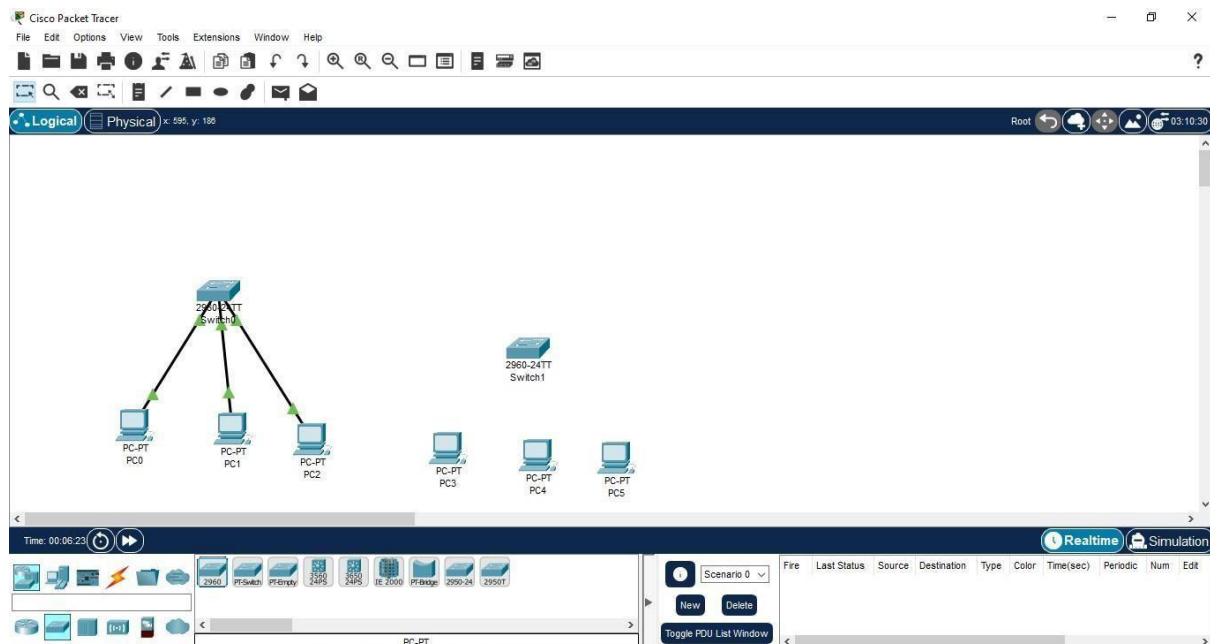 Cisco Packet Tracer
File Edit Options View Tools Extensions Window Help
?
Logical Physical x: 595, y: 186 Root 03:10:30
2960-24TT
Switch0
2960-24TT
Switch1
PC-PT
PC0
PC-PT
PC1
PC-PT
PC2
PC-PT
PC3
PC-PT
PC4
PC-PT
PC5
Time: 00:06:23 Realtime Simulation
2960 PT-Switch PT-Empty 3560 24PS 3650 24PS IE 2000 PT-Bridge 2950-24 2950T
PC-PT
Scenario 0
New Delete
Toggle PDU List Window
Fire Last Status Source Destination Type Color Time(sec) Periodic Num Edit